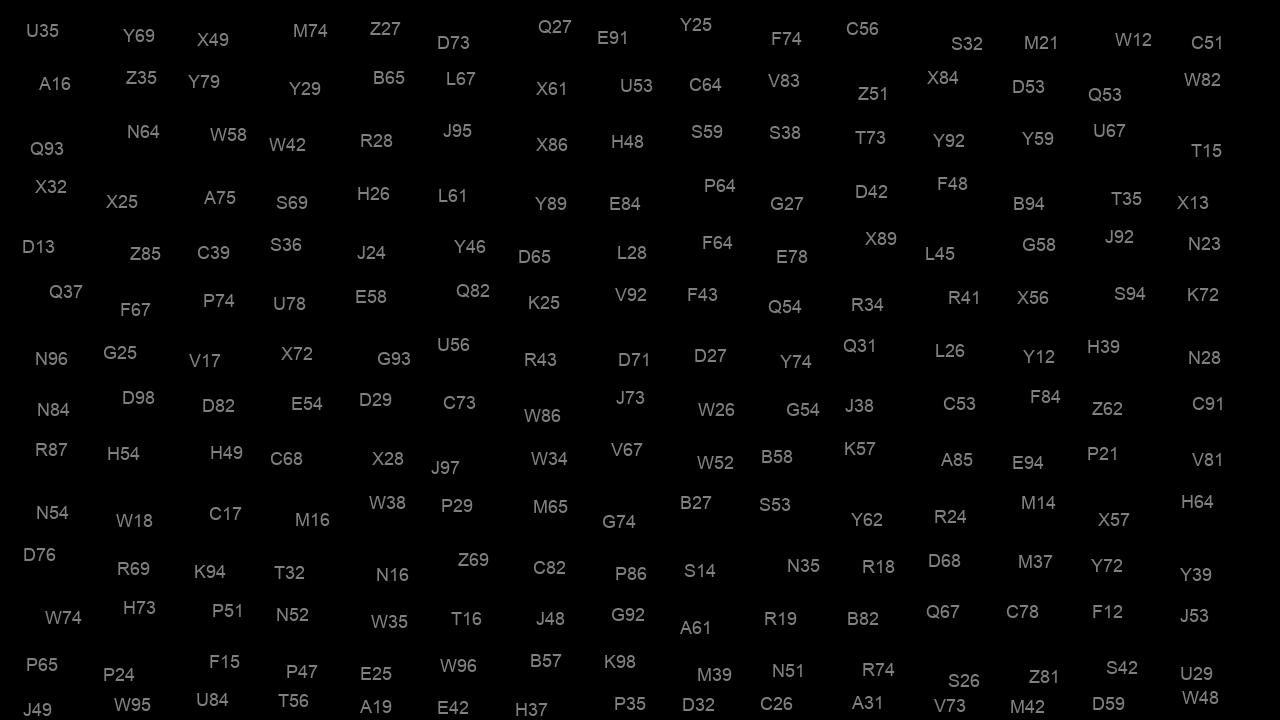 U35 Y69 X49 M74 Z27 D73 Q27 E91 Y25 F74 C56 S32 M21 W12 C51
A16 Z35 Y79 Y29 B65 L67 X61 U53 C64 V83 Z51 X84 D53 Q53 W82
Q93 N64 W58 W42 R28 J95 X86 H48 S59 S38 T73 Y92 Y59 U67 T15
X32 X25 A75 S69 H26 L61 Y89 E84 P64 G27 D42 F48 B94 T35 X13
D13 Z85 C39 S36 J24 Y46 D65 L28 F64 E78 X89 L45 G58 J92 N23
Q37 F67 P74 U78 E58 Q82 K25 V92 F43 Q54 R34 R41 X56 S94 K72
N96 G25 V17 X72 G93 U56 R43 D71 D27 Y74 Q31 L26 Y12 H39 N28
N84 D98 D82 E54 D29 C73 W86 J73 W26 G54 J38 C53 F84 Z62 C91
R87 H54 H49 C68 X28 J97 W34 V67 W52 B58 K57 A85 E94 P21 V81
N54 W18 C17 M16 W38 P29 M65 G74 B27 S53 Y62 R24 M14 X57 H64
D76 R69 K94 T32 N16 Z69 C82 P86 S14 N35 R18 D68 M37 Y72 Y39
W74 H73 P51 N52 W35 T16 J48 G92 A61 R19 B82 Q67 C78 F12 J53
P65 P24 F15 P47 E25 W96 B57 K98 M39 N51 R74 S26 Z81 S42 U29
J49 W95 U84 T56 A19 E42 H37 P35 D32 C26 A31 V73 M42 D59 W48